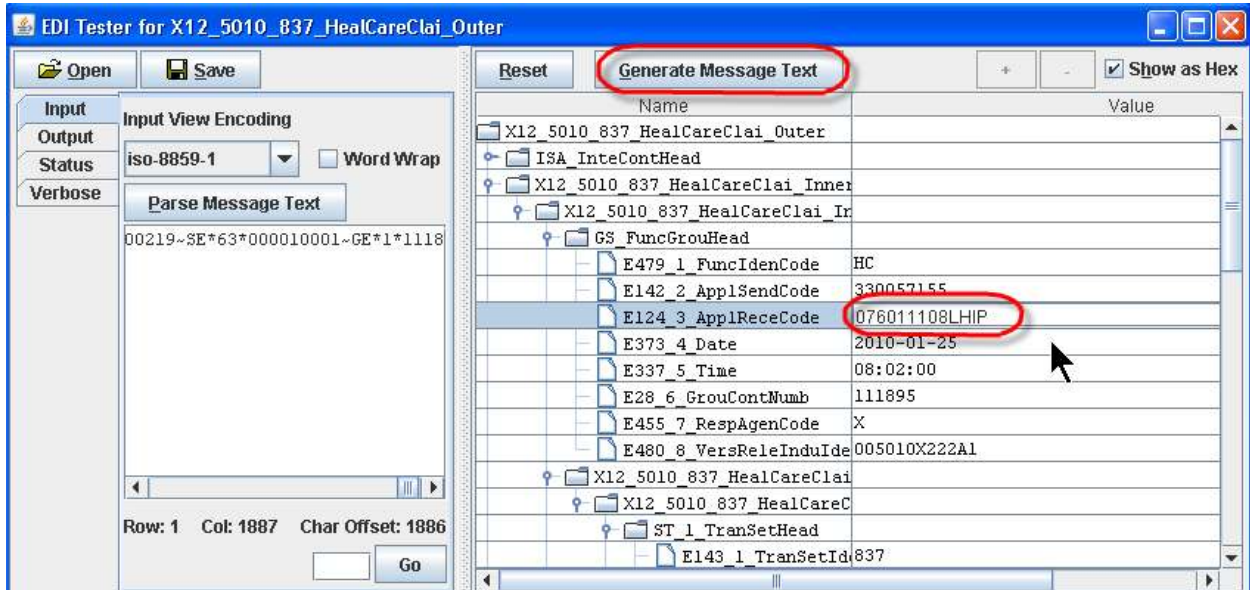 EDI Tester for X12_5010_837_HealCareClai_Outer
Open Save
Input
Output
Status
Verbose
Input View Encoding
iso-8859-1 Word Wrap
Parse Message Text
00219~SE*63*000010001~GE*1*1118
Row: 1 Col: 1887 Char Offset: 1886
Go
Reset Generate Message Text + - Show as Hex
Name Value
X12_5010_837_HealCareClai_Outer
ISA_InteContHead
X12_5010_837_HealCareClai_Inner
X12_5010_837_HealCareClai_In
GS_FuncGrouHead
E479_1_FuncIdenCode HC
E142_2_ApplSendCode 330057155
E124_3_ApplReceCode 076011108LHIP
E373_4_Date 2010-01-25
E337_5_Time 08:02:00
E28_6_GrouContNumb 111895
E455_7_RespAgenCode X
E480_8_VersReleInduIde 005010X222A1
X12_5010_837_HealCareClai
X12_5010_837_HealCareC
ST_1_TranSetHead
E143_1_TranSetId 837